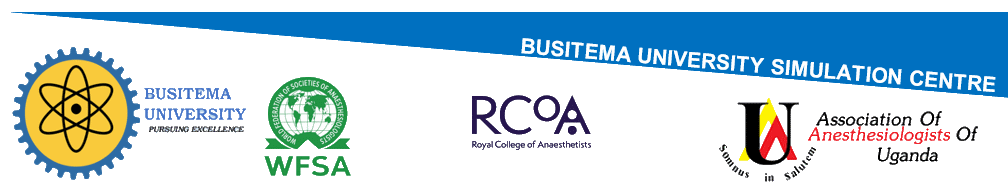 BUSITEMA UNIVERSITY SIMULATION CENTRE
BUSITEMA
UNIVERSITY
PURSUING EXCELLENCE
WORLD FEDERATION OF SOCIETIES OF ANAESTHESIOLOGISTS
WFSA
RCOA
Royal College of Anaesthetists
U
Somnus in Salutem
Association Of
Anesthesiologists Of
Uganda